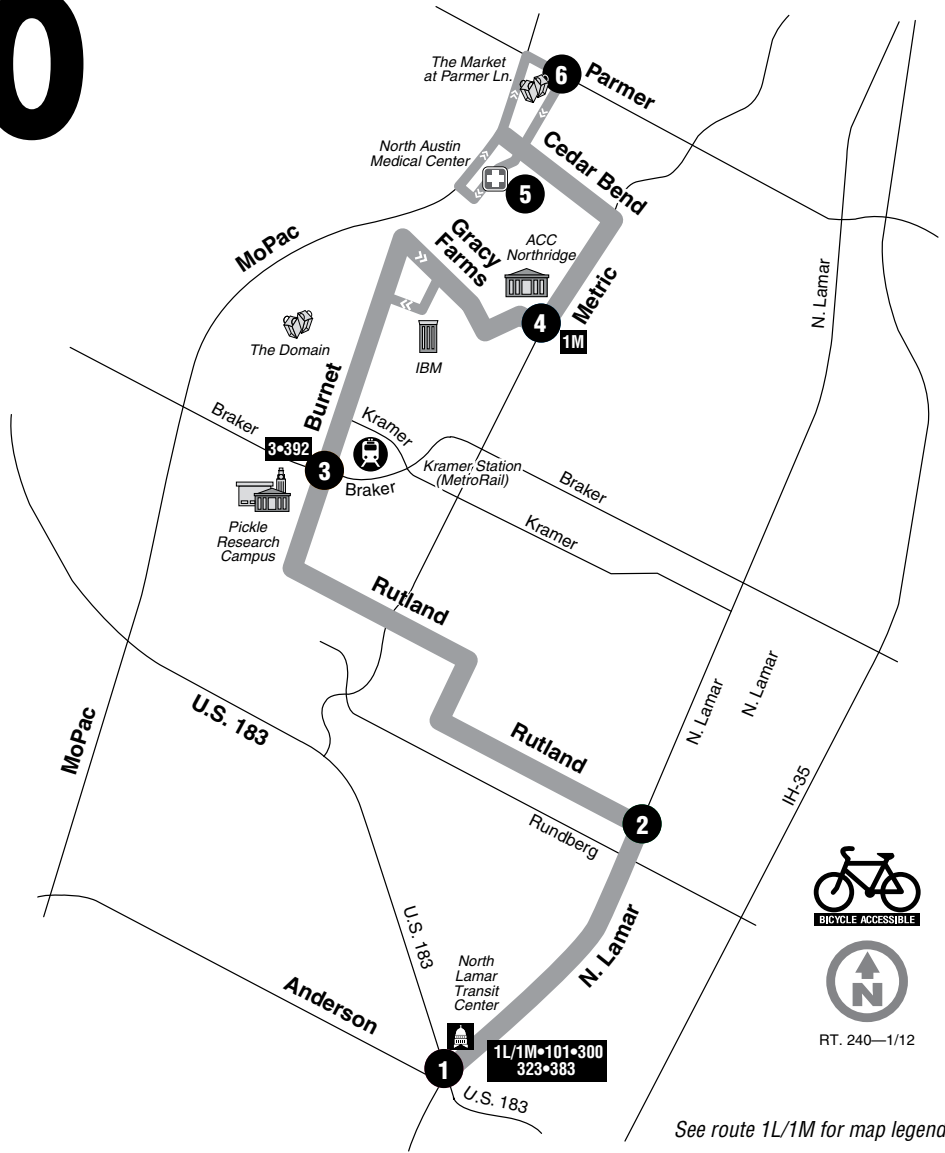 0
The Market
at Parmer Ln.
6
Parmer
North Austin
Medical Center
Cedar Bend
5
MoPac
Gracy
Farms
ACC
Northridge
Metric
N. Lamar
4
1M
The Domain
IBM
Burnet
Braker
Kramer
3•392
3
Braker
Kramer Station
(MetroRail)
Braker
Pickle
Research
Campus
Kramer
Rutland
N. Lamar
N. Lamar
U.S. 183
MoPac
Rutland
IH-35
2
Rundberg
BICYCLE ACCESSIBLE
U.S. 183
N. Lamar
North
Lamar
Transit
Center
N
Anderson
RT. 240—1/12
1L/1M•101•300
323•383
1
U.S. 183
See route 1L/1M for map legend